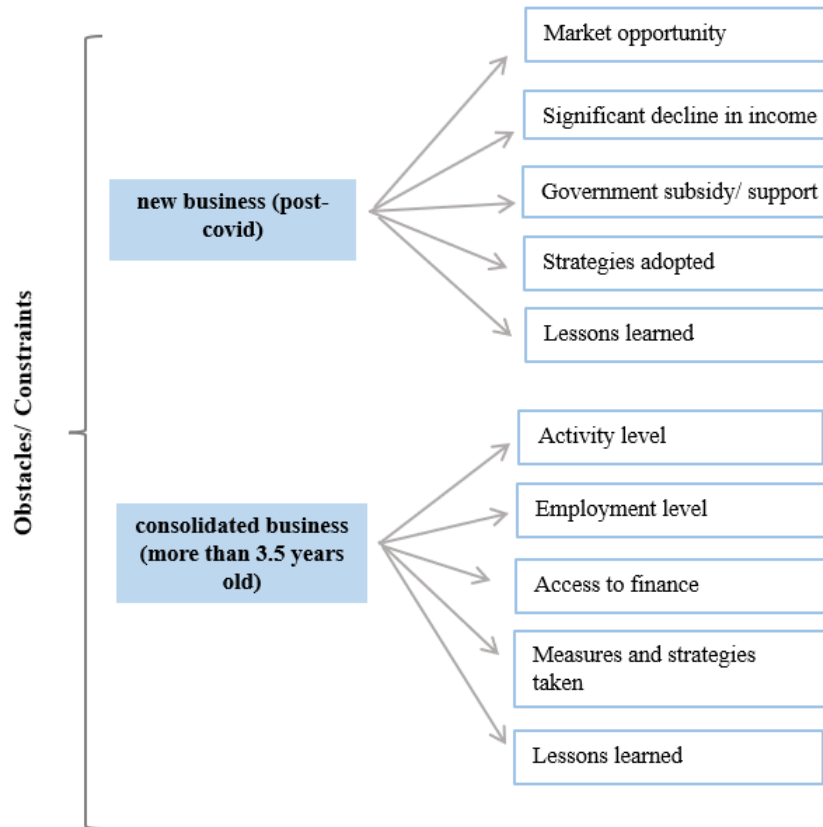 Obstacles/ Constraints
new business (post-
covid)
Market opportunity
Significant decline in income
Government subsidy/ support
Strategies adopted
Lessons learned
consolidated business
(more than 3.5 years
old)
Activity level
Employment level
Access to finance
Measures and strategies
taken
Lessons learned